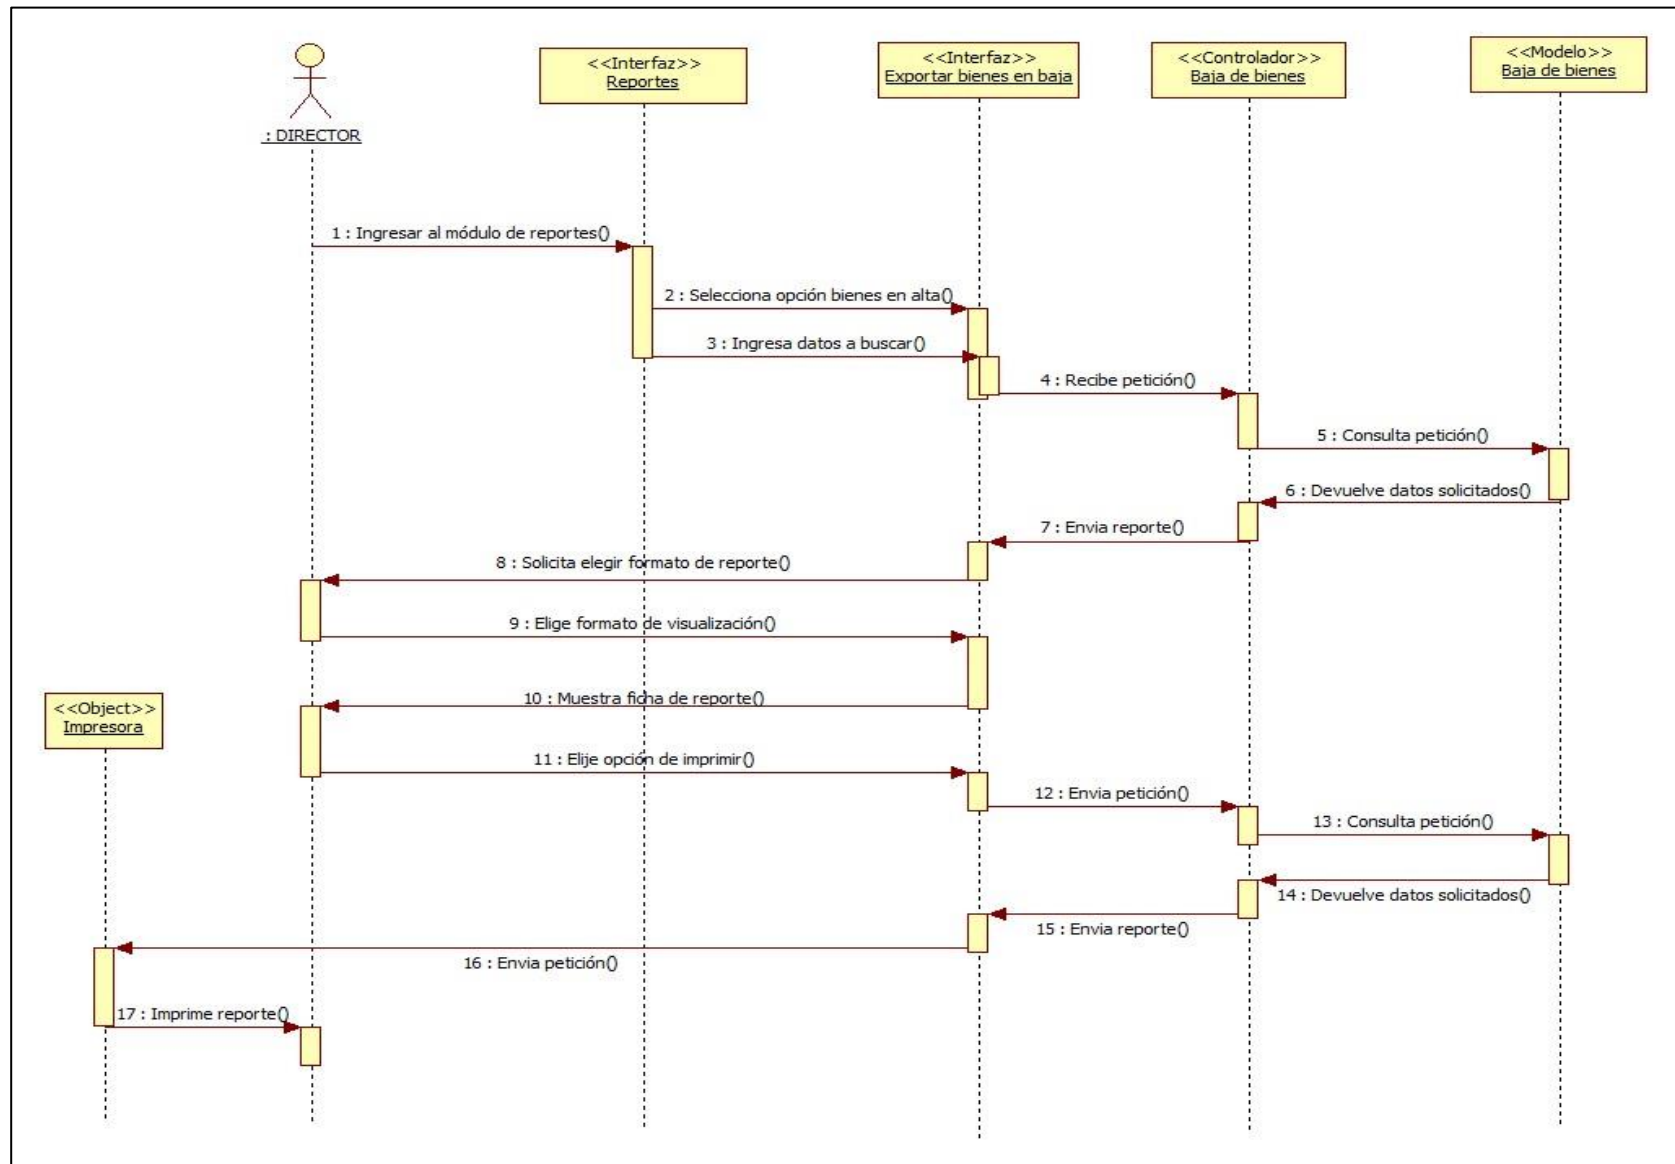 <<Interfaz>>
Reportes
<<Interfaz>>
Exportar bienes en baja
<<Controlador>>
Baja de bienes
<<Modelo>>
Baja de bienes
: DIRECTOR
1 : Ingresar al módulo de reportes()
2 : Selecciona opción bienes en alta()
3 : Ingresa datos a buscar()
4 : Recibe petición()
5 : Consulta petición()
6 : Devuelve datos solicitados()
7 : Envia reporte()
8 : Solicita elegir formato de reporte()
9 : Elige formato de visualización()
10 : Muestra ficha de reporte()
<<Object>>
Impresora
11 : Elije opción de imprimir()
12 : Envia petición()
13 : Consulta petición()
14 : Devuelve datos solicitados()
15 : Envia reporte()
16 : Envia petición()
17 : Imprime reporte()